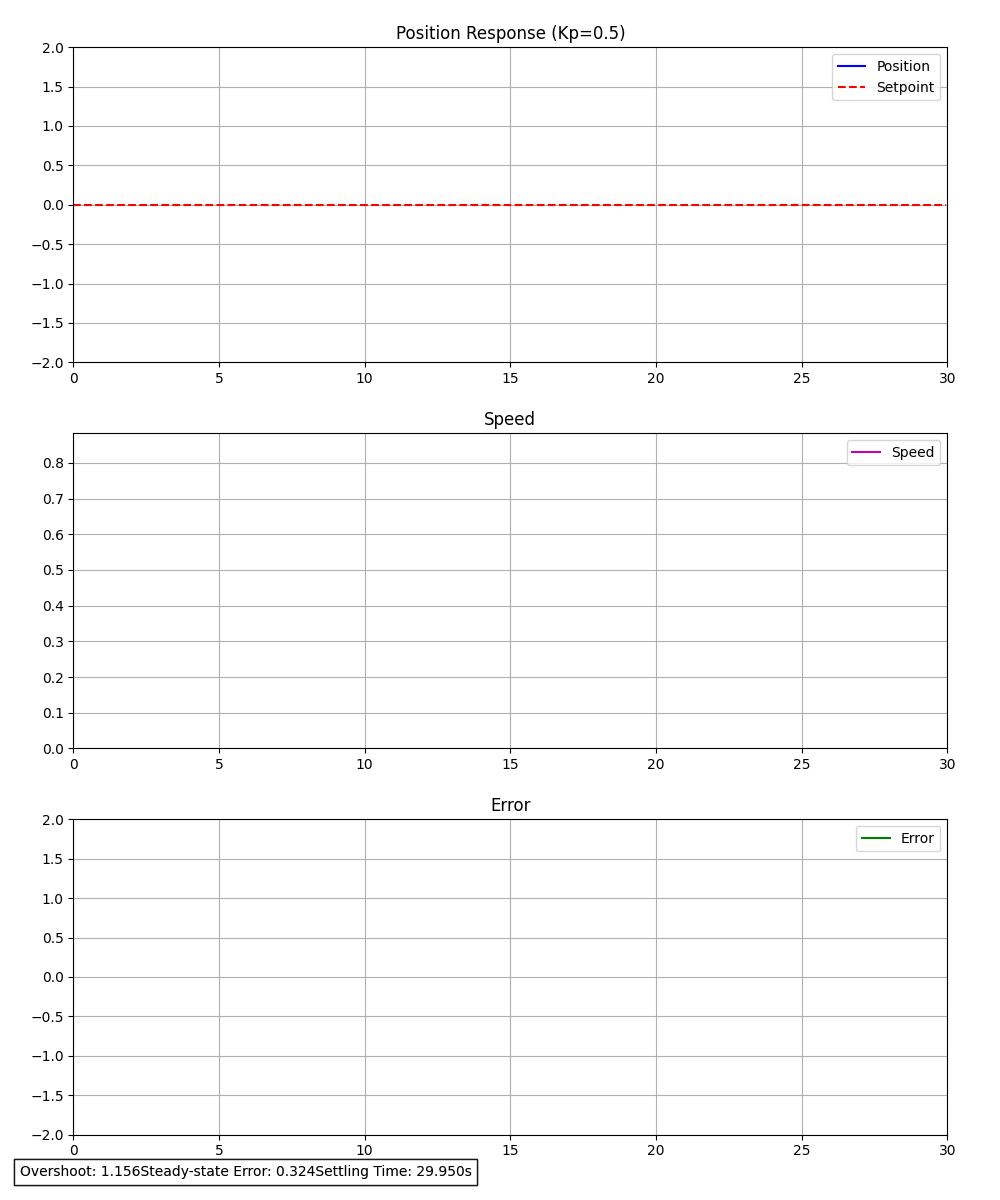 Position Response (Kp=0.5)
2.0
1.5
1.0
0.5
0.0
−0.5
−1.0
−1.5
−2.0
Position
Setpoint
0 5 10 15 20 25 30
Speed
0.8
0.7
0.6
0.5
0.4
0.3
0.2
0.1
0.0
Speed
0 5 10 15 20 25 30
Error
2.0
1.5
1.0
0.5
0.0
−0.5
−1.0
−1.5
−2.0
Error
0 5 10 15 20 25 30
Overshoot: 1.156Steady-state Error: 0.324Settling Time: 29.950s